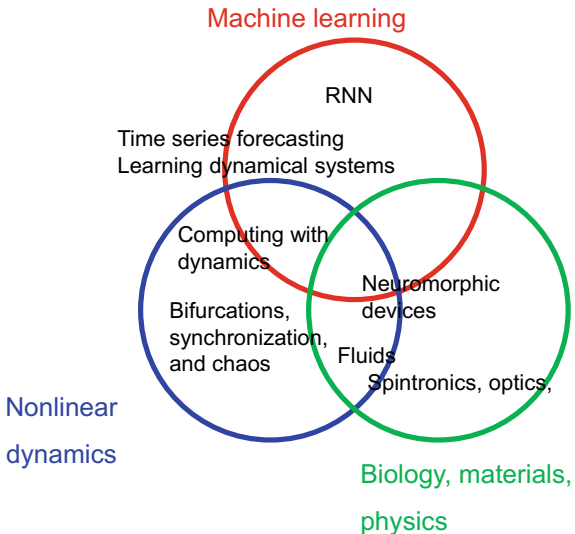 Machine learning
RNN
Time series forecasting
Learning dynamical systems
Computing with
dynamics
Neuromorphic
devices
Bifurcations,
synchronization,
and chaos
Fluids
Spintronics, optics,
Nonlinear
dynamics
Biology, materials,
physics